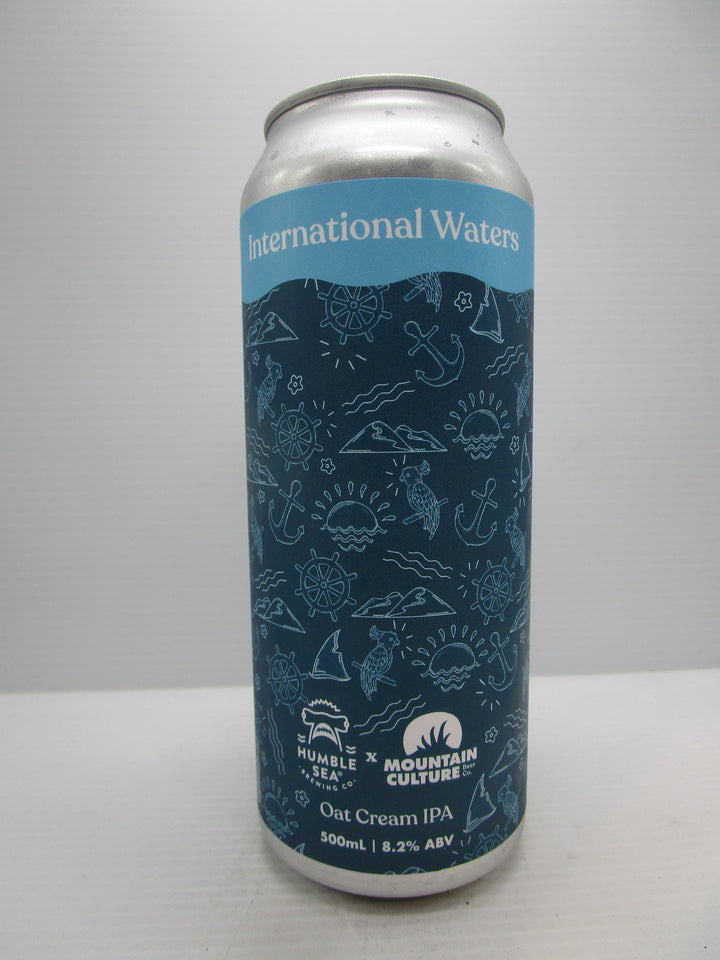 International Waters
HUMBLE
SEA®
BREWING CO
x
MOUNTAIN
CULTURE Beer Co.
Oat Cream IPA
500mL | 8.2% ABV